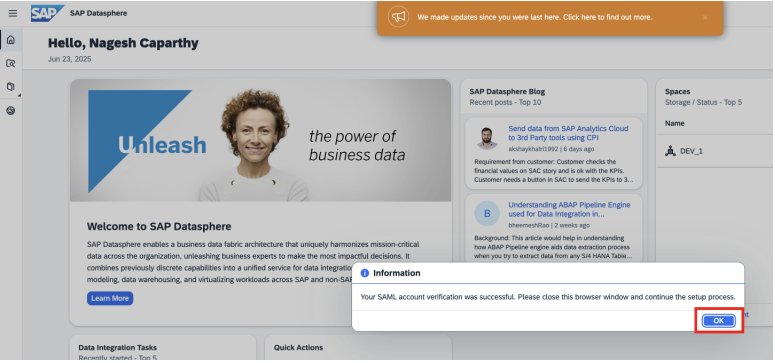 SAP
SAP Datasphere
We made updates since you were last here. Click here to find out more.
Hello, Nagesh Caparthy
Jun 23, 2025
Unleash
the power of
business data
Welcome to SAP Datasphere
SAP Datasphere enables a business data fabric architecture that uniquely harmonizes mission-critical
data across the organization, unleashing business experts to make the most impactful decisions. It
combines previously discrete capabilities into a unified service for data integration
modeling, data warehousing, and virtualizing workloads across SAP and non-SAP
Learn More
SAP Datasphere Blog
Recent posts - Top 10
Send data from SAP Analytics Cloud
to 3rd Party tools using CPI
akshaykhatri1992 | 6 days ago
Requirement from customer: Customer checks the
financial values on SAC story and is ok with the KPIs.
Customer needs a button in SAC to send the KPIs to 3...
B
Understanding ABAP Pipeline Engine
used for Data Integration in...
bheemeshRao | 2 weeks ago
Background: This article would help in understanding
how ABAP Pipeline engine aids data extraction process
when you try to extract data from any S/4 HANA Table...
Spaces
Storage / Status - Top 5
Name
DEV_1
Information
Your SAML account verification was successful. Please close this browser window and continue the setup process.
OK
Data Integration Tasks
Recently started - Top 5
Quick Actions